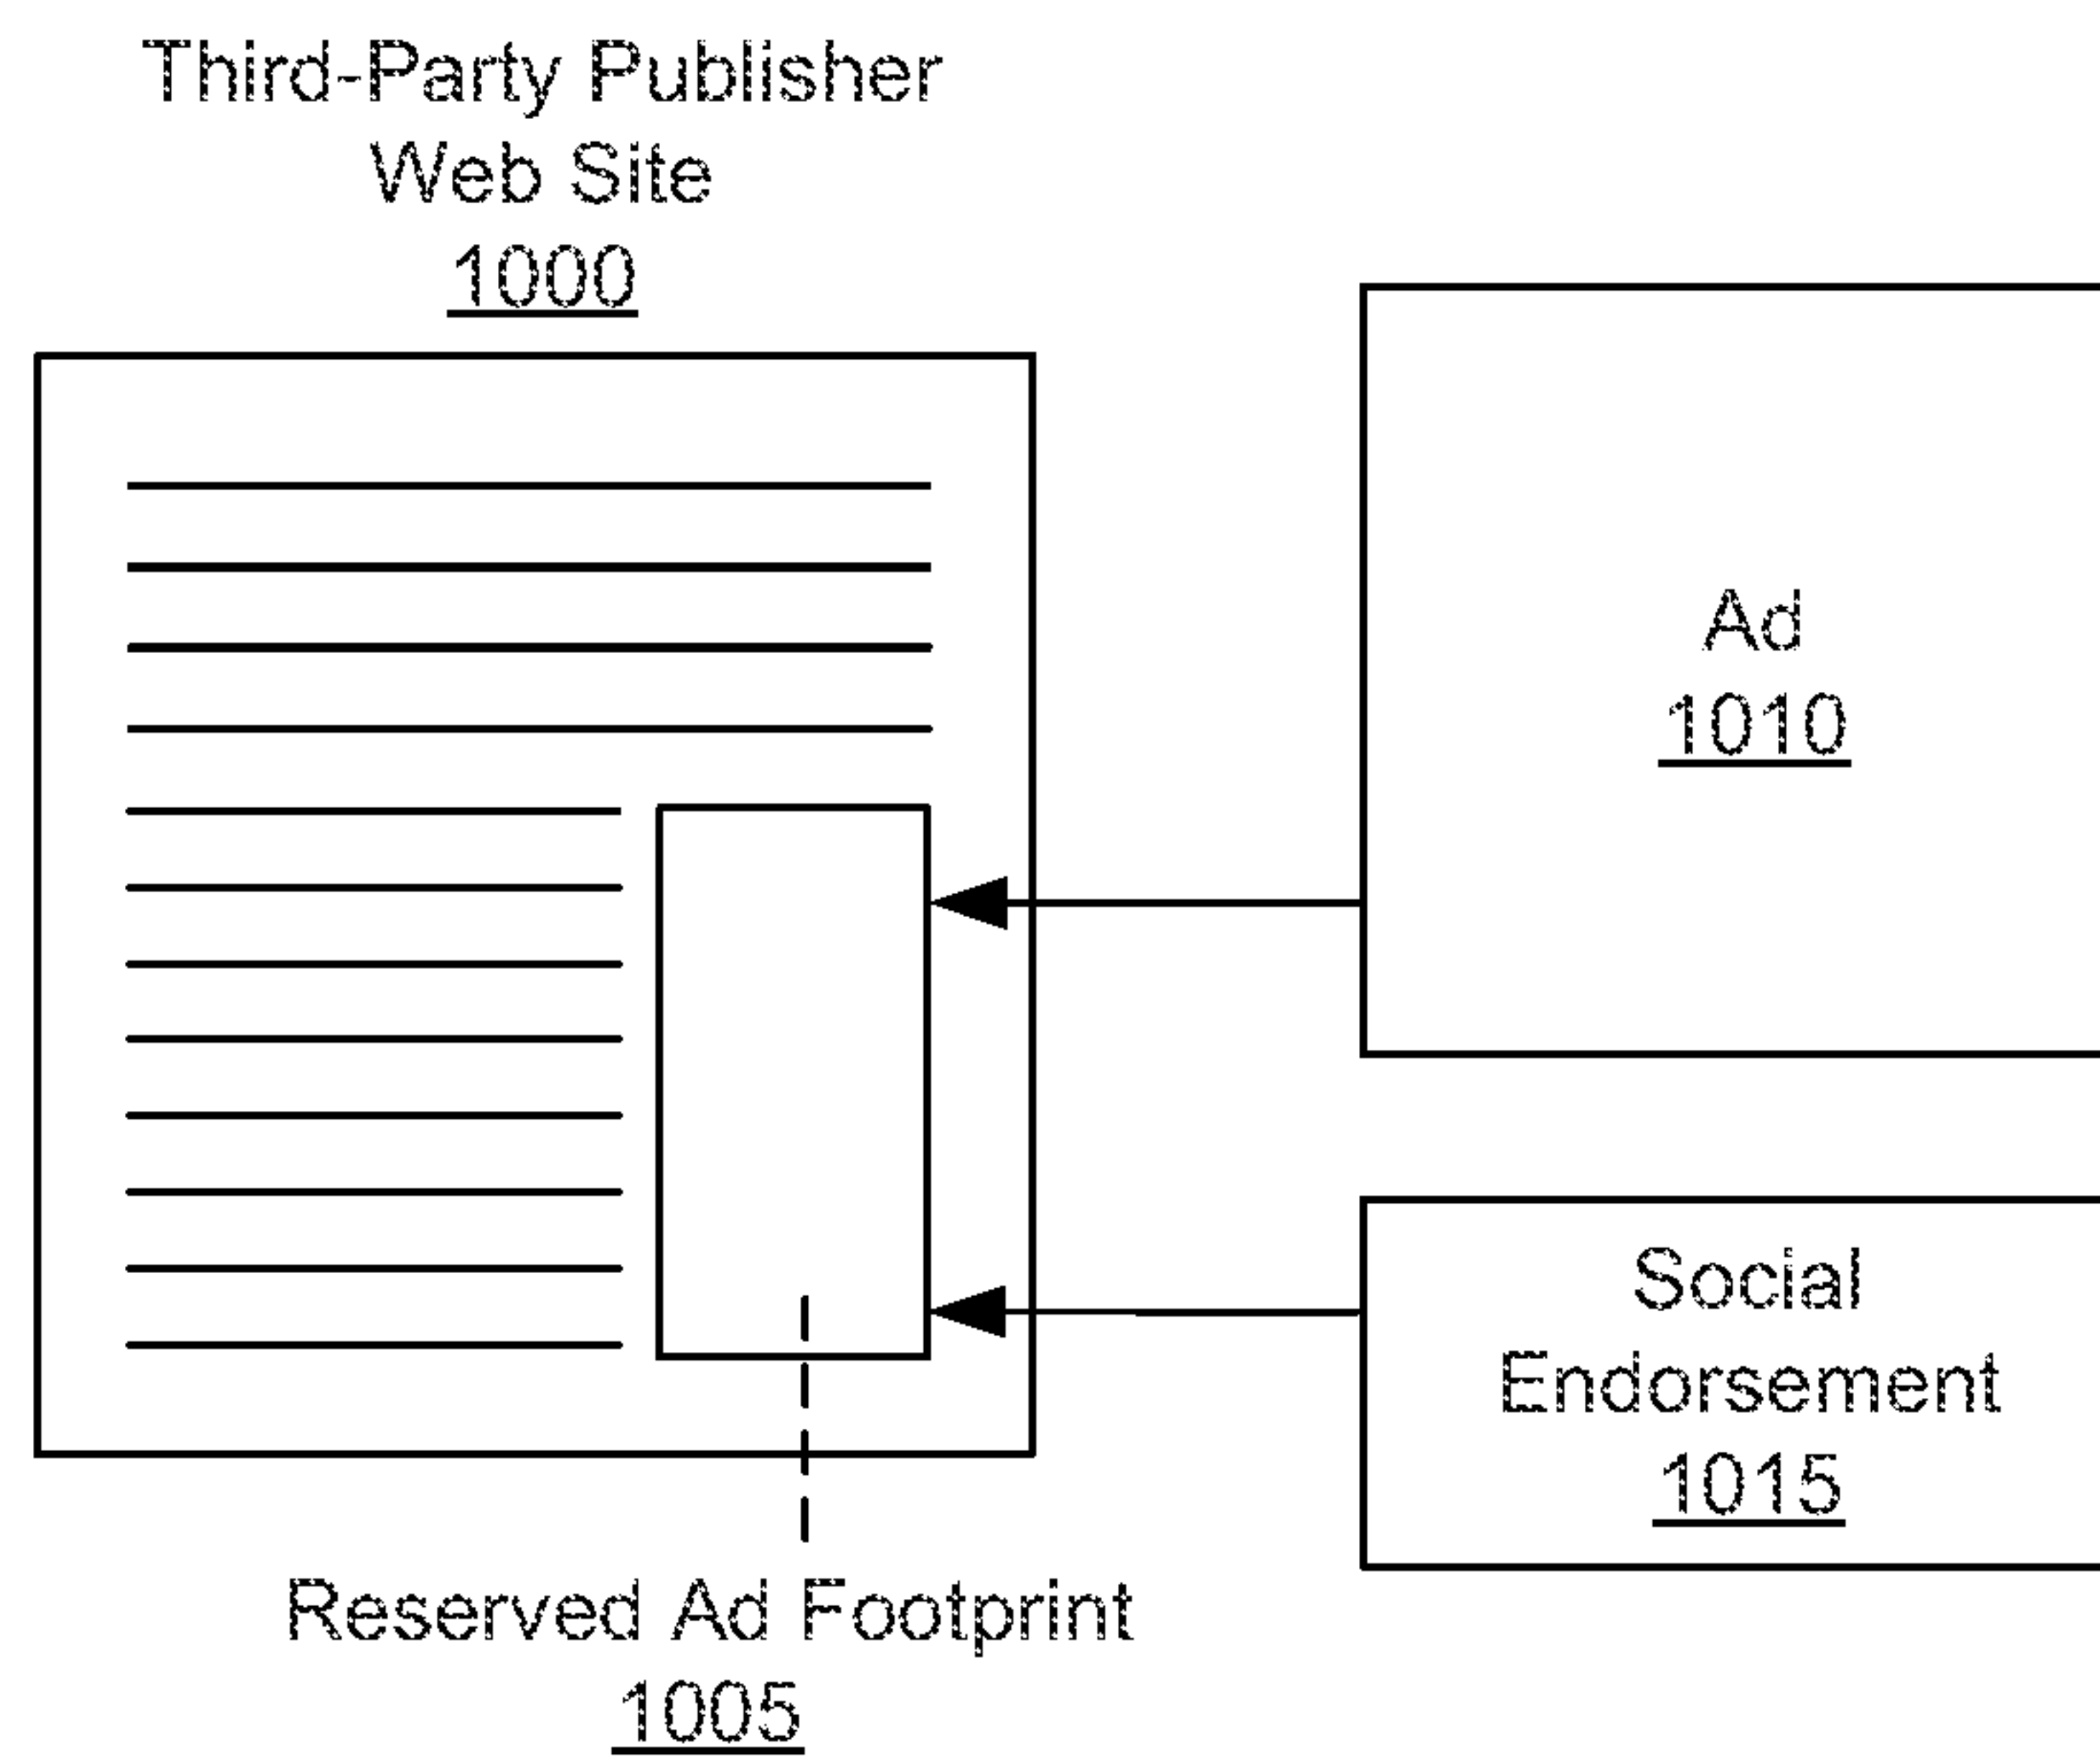 Third-Party Publisher
Web Site
1000
Ad
1010
Social
Endorsement
1015
Reserved Ad Footprint
1005